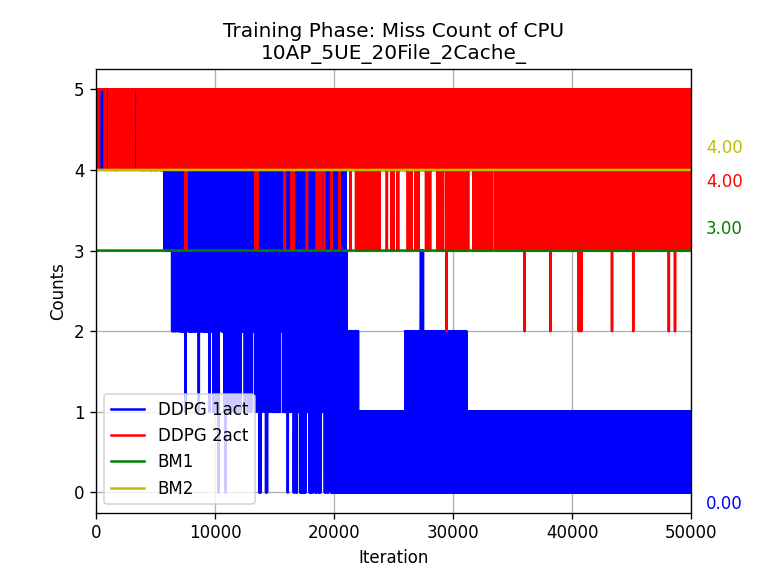 Training Phase: Miss Count of CPU
10AP_5UE_20File_2Cache_
5
4
3
2
1
0
Counts
4.00
4.00
3.00
0.00
DDPG 1act
DDPG 2act
BM1
BM2
0
10000
20000
30000
40000
50000
Iteration